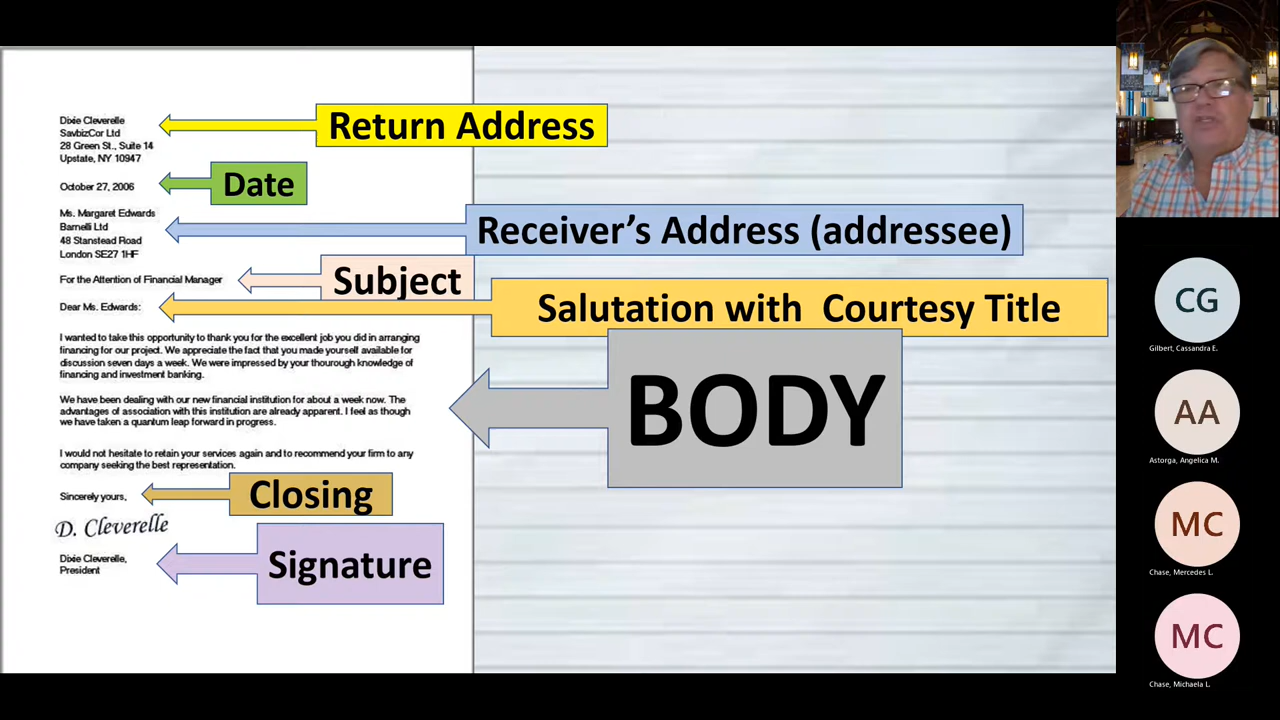 Dixie Cleverelle
SavbizCor Ltd
28 Green St., Suite 14
Upstate, NY 10947
Return Address
October 27, 2006
Date
Ms. Margaret Edwards
Barnelli Ltd
48 Stanstead Road
London SE27 1HF
Receiver's Address (addressee)
For the Attention of Financial Manager
Subject
Dear Ms. Edwards:
Salutation with Courtesy Title
I wanted to take this opportunity to thank you for the excellent job you did in arranging
financing for our project. We appreciate the fact that you made yourself available for
discussion seven days a week. We were impressed by your thourough knowledge of
financing and investment banking.
We have been dealing with our new financial institution for about a week now. The
advantages of association with this institution are already apparent. I feel as though
we have taken a quantum leap forward in progress.
I would not hesitate to retain your services again and to recommend your firm to any
company seeking the best representation.
BODY
Sincerely yours,
Closing
D. Cleverelle
Dixie Cleverelle,
President
Signature
CG
Gilbert, Cassandra E.
AA
Astorga, Angelica M.
MC
Chase, Mercedes L.
MC
Chase, Michaela L.